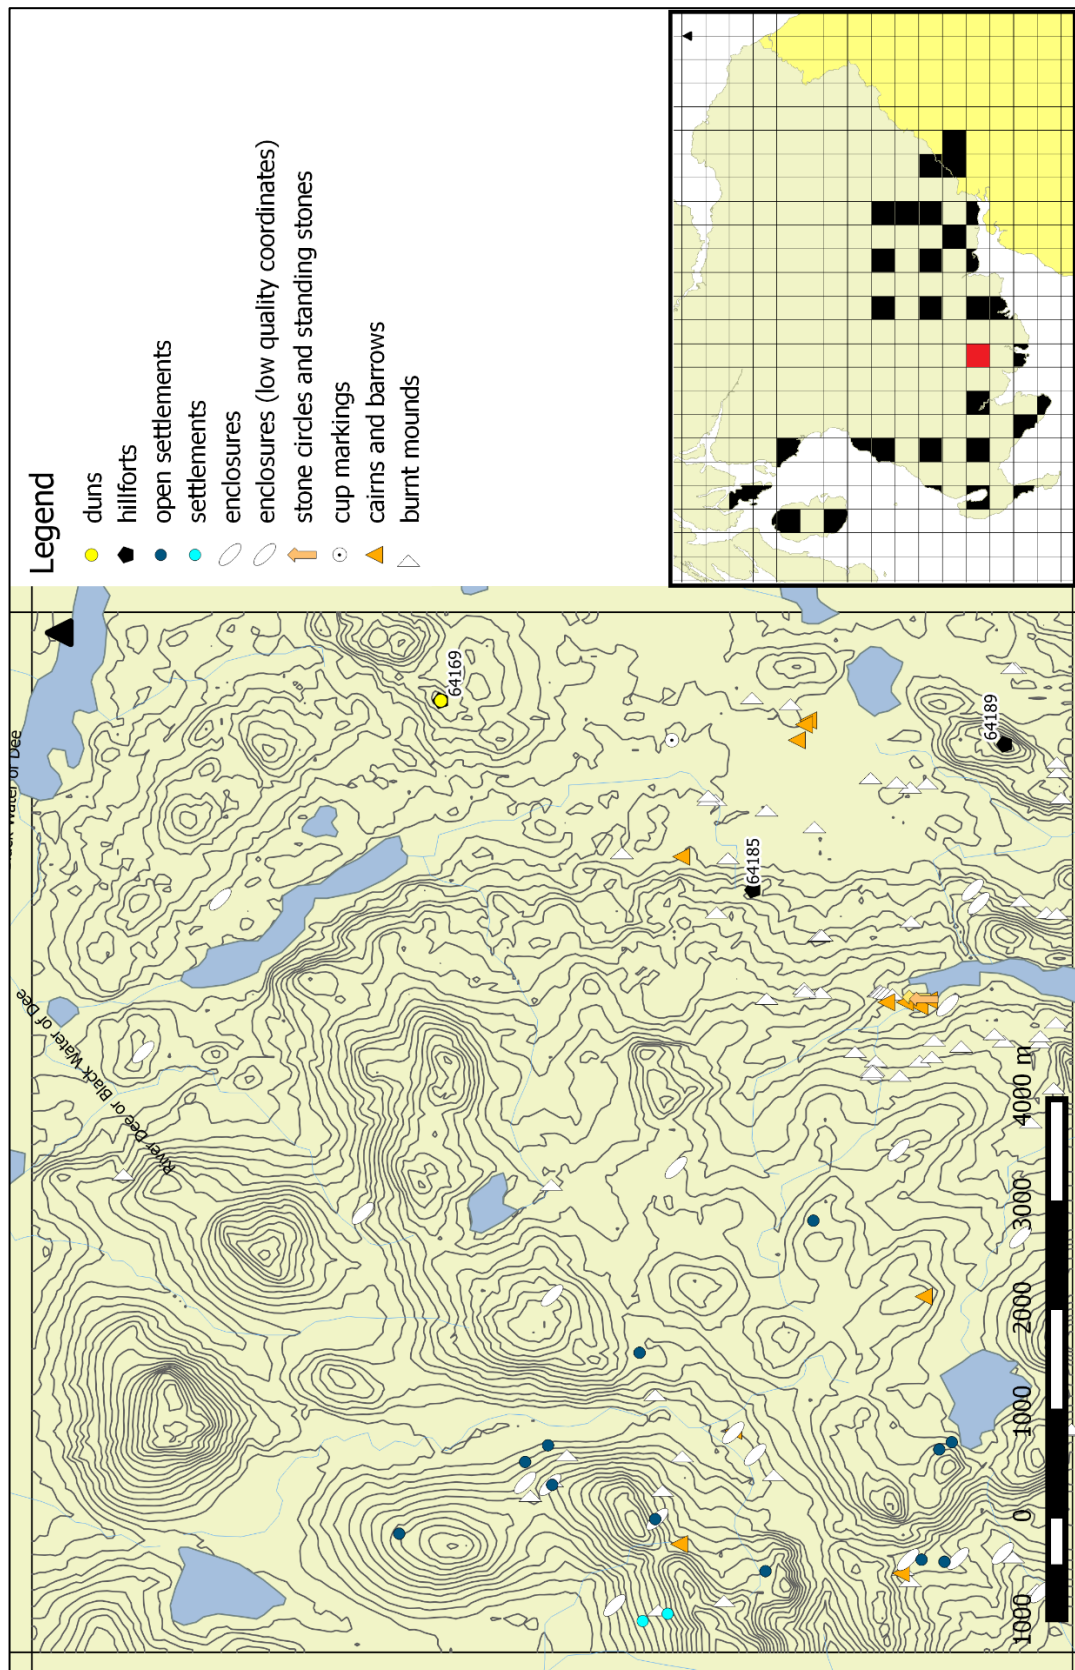 Legend
duns
hillforts
open settlements
settlements
enclosures
enclosures (low quality coordinates)
stone circles and standing stones
cup markings
cairns and barrows
burnt mounds
Water of Dee
River Dee or Black Water of Dee
64169
64185
64189
1000 0 1000 2000 3000 4000 m